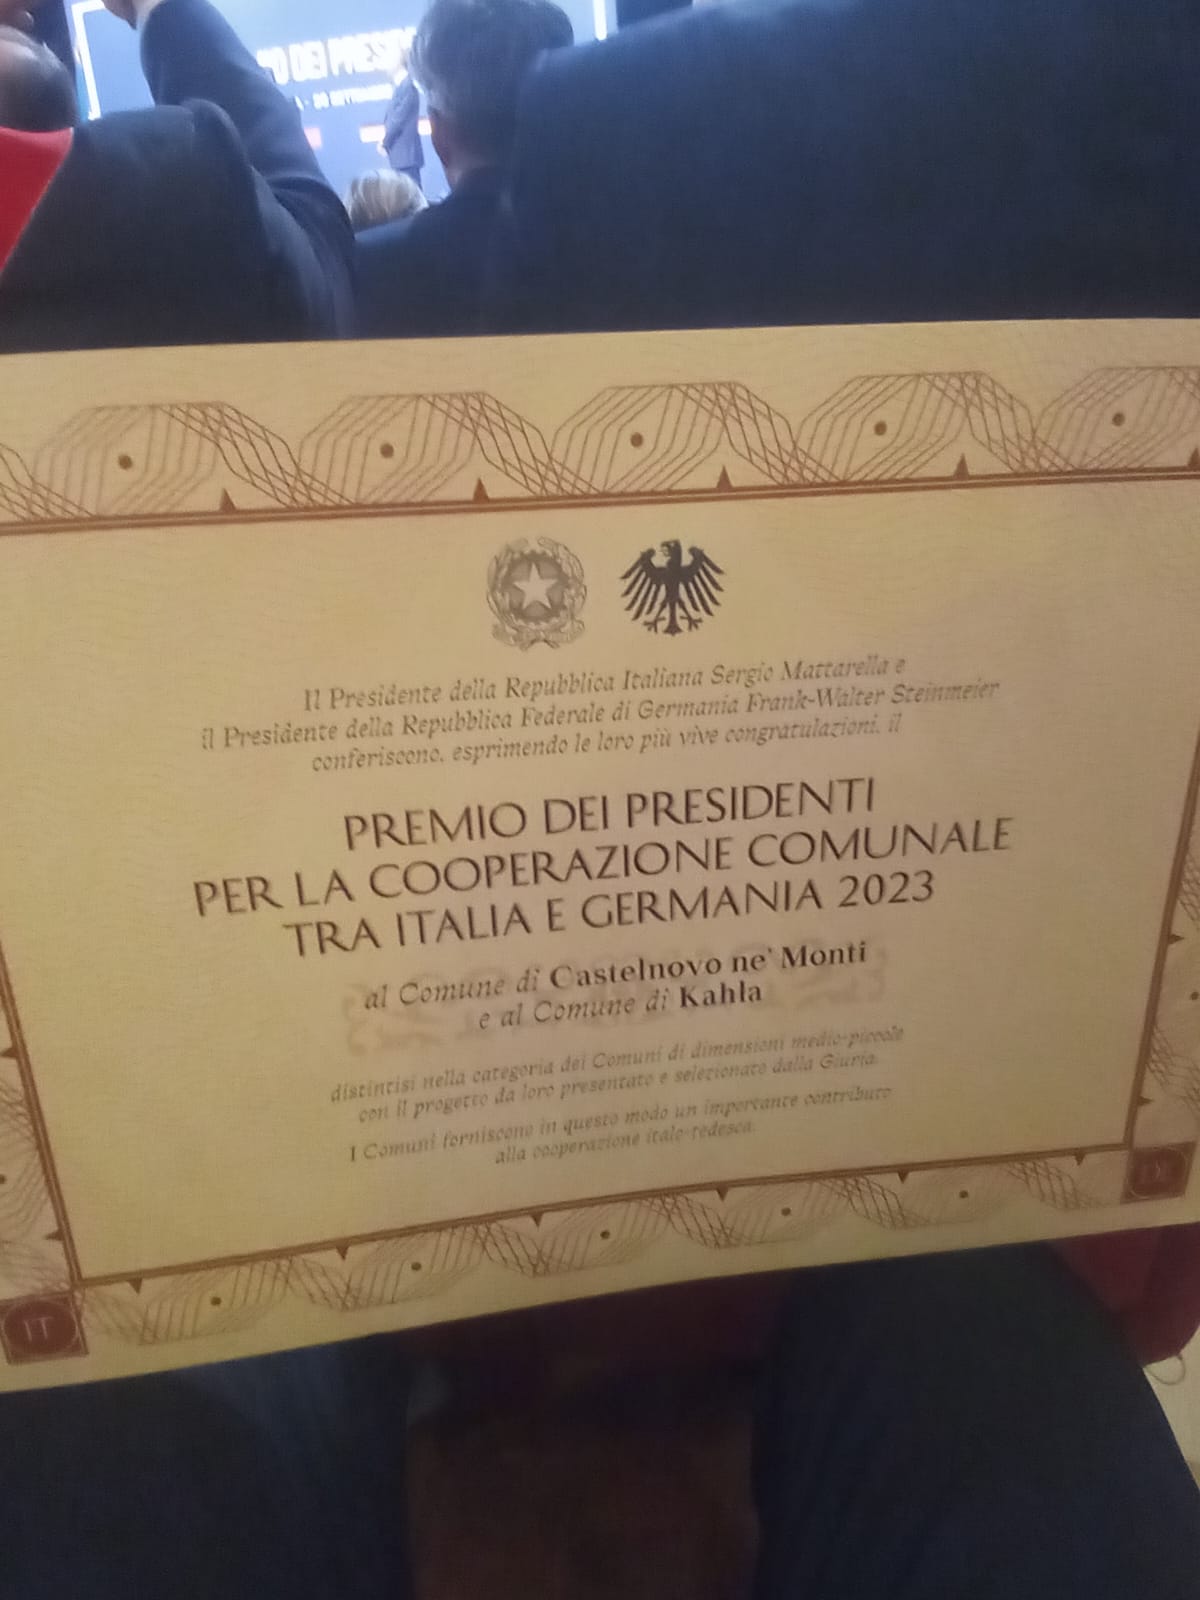 DEI PRESI
Il Presidente della Repubblica Italiana Sergio Mattarella e
il Presidente della Repubblica Federale di Germania Frank-Walter Steinmeier
conferiscono, esprimendo le loro più vive congratulazioni, il
PREMIO DEI PRESIDENTI
PER LA COOPERAZIONE COMUNALE
TRA ITALIA E GERMANIA 2023
al Comune di Castelnovo ne' Monti
e al Comune di Kahla
distintisi nella categoria dei Comuni di dimensioni medio-piccole
con il progetto da loro presentato e selezionato dalla Giuria.
I Comuni forniscono in questo modo un importante contributo
alla cooperazione italo-tedesca.
IT